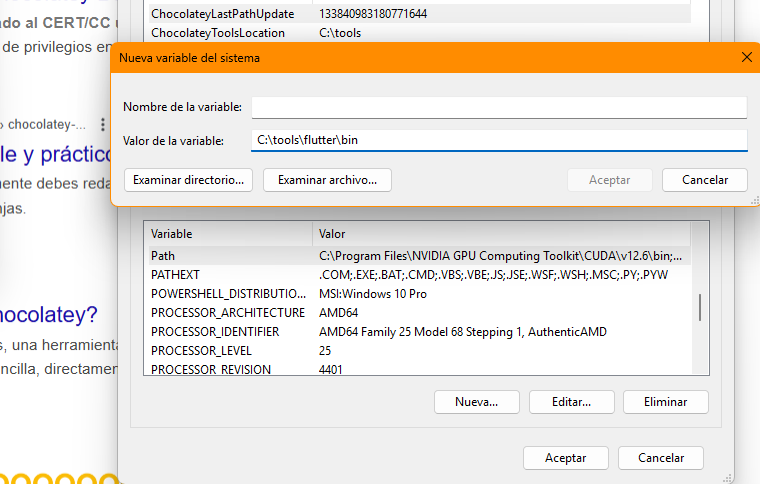 ChocolateyLastPathUpdate 133840983180771644
ado al CERT/CC
ChocolateyToolsLocation C:\tools
de privilegios en
Nueva variable del sistema
Nombre de la variable:
› chocolatey-...
Valor de la variable: C:\tools\flutter\bin
le y práctico
Examinar directorio... Examinar archivo... Aceptar Cancelar
mente debes reda
njas.
Variable Valor
Path C:\Program Files\NVIDIA GPU Computing Toolkit\CUDA\v12.6\bin;...
PATHEXT .COM;.EXE;.BAT;.CMD;.VBS;.VBE;.JS;.JSE;.WSF;.WSH;.MSC;.PY;.PYW
POWERSHELL_DISTRIBUTIO... MSI:Windows 10 Pro
hocolatey?
PROCESSOR_ARCHITECTURE AMD64
PROCESSOR_IDENTIFIER AMD64 Family 25 Model 68 Stepping 1, AuthenticAMD
s, una herramienta
PROCESSOR_LEVEL 25
ncilla, directamen
PROCESSOR_REVISION 4401
Nueva... Editar... Eliminar
Aceptar Cancelar